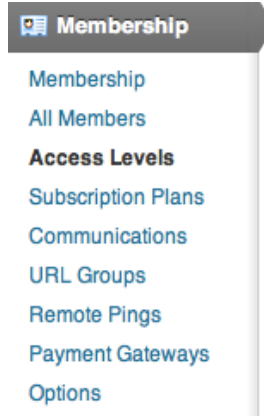 Membership
Membership
All Members
Access Levels
Subscription Plans
Communications
URL Groups
Remote Pings
Payment Gateways
Options